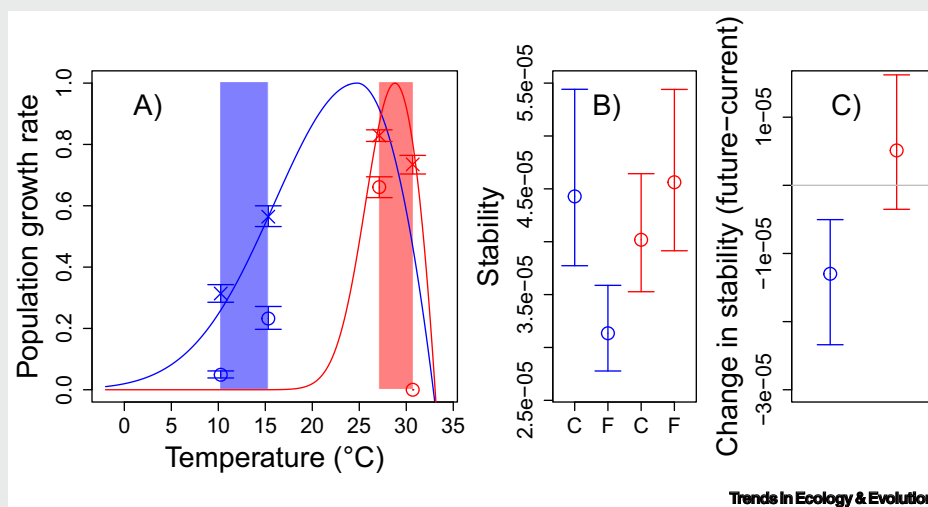 A)
Population growth rate
0.0 0.2 0.4 0.6 0.8 1.0
0 5 10 15 20 25 30 35
Temperature (°C)
B)
Stability
2.5e−05 3.5e−05 4.5e−05 5.5e−05
C F C F
C)
Change in stability (future−current)
−3e−05 −1e−05 1e−05
Trends in Ecology & Evolution